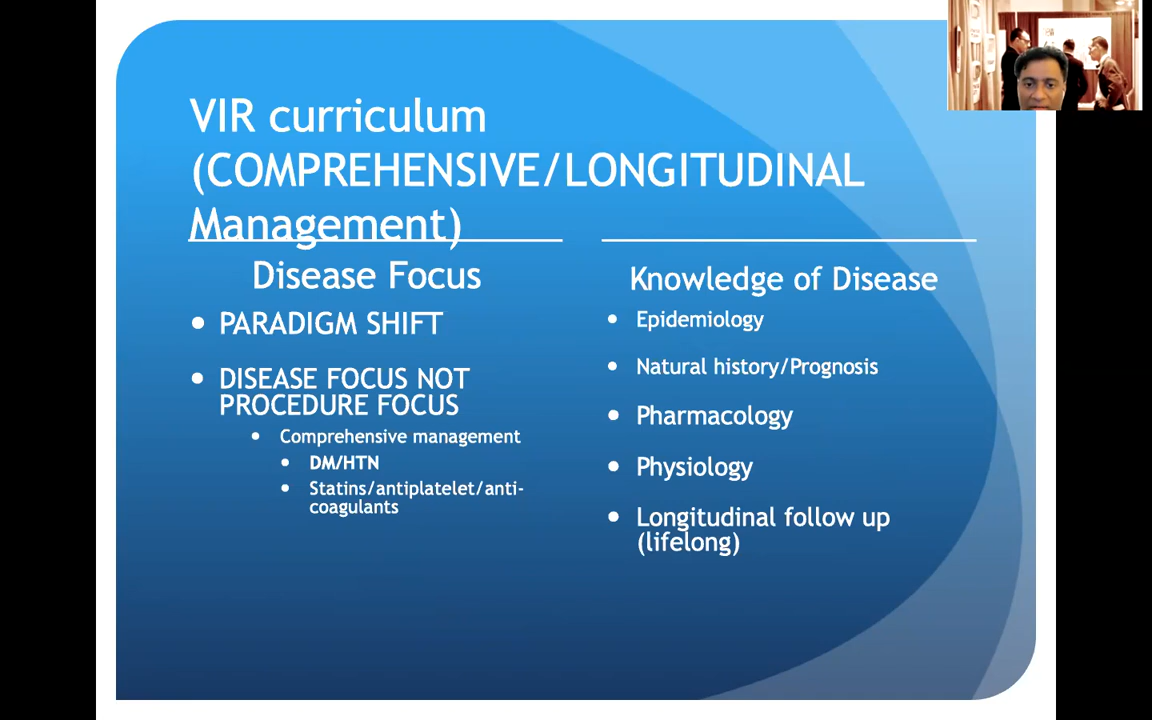 VIR curriculum
(COMPREHENSIVE/LONGITUDINAL
Management)
Disease Focus
• PARADIGM SHIFT
• DISEASE FOCUS NOT
PROCEDURE FOCUS
• Comprehensive management
• DM/HTN
• Statins/antiplatelet/anti-
coagulants
Knowledge of Disease
• Epidemiology
• Natural history/Prognosis
• Pharmacology
• Physiology
• Longitudinal follow up
(lifelong)